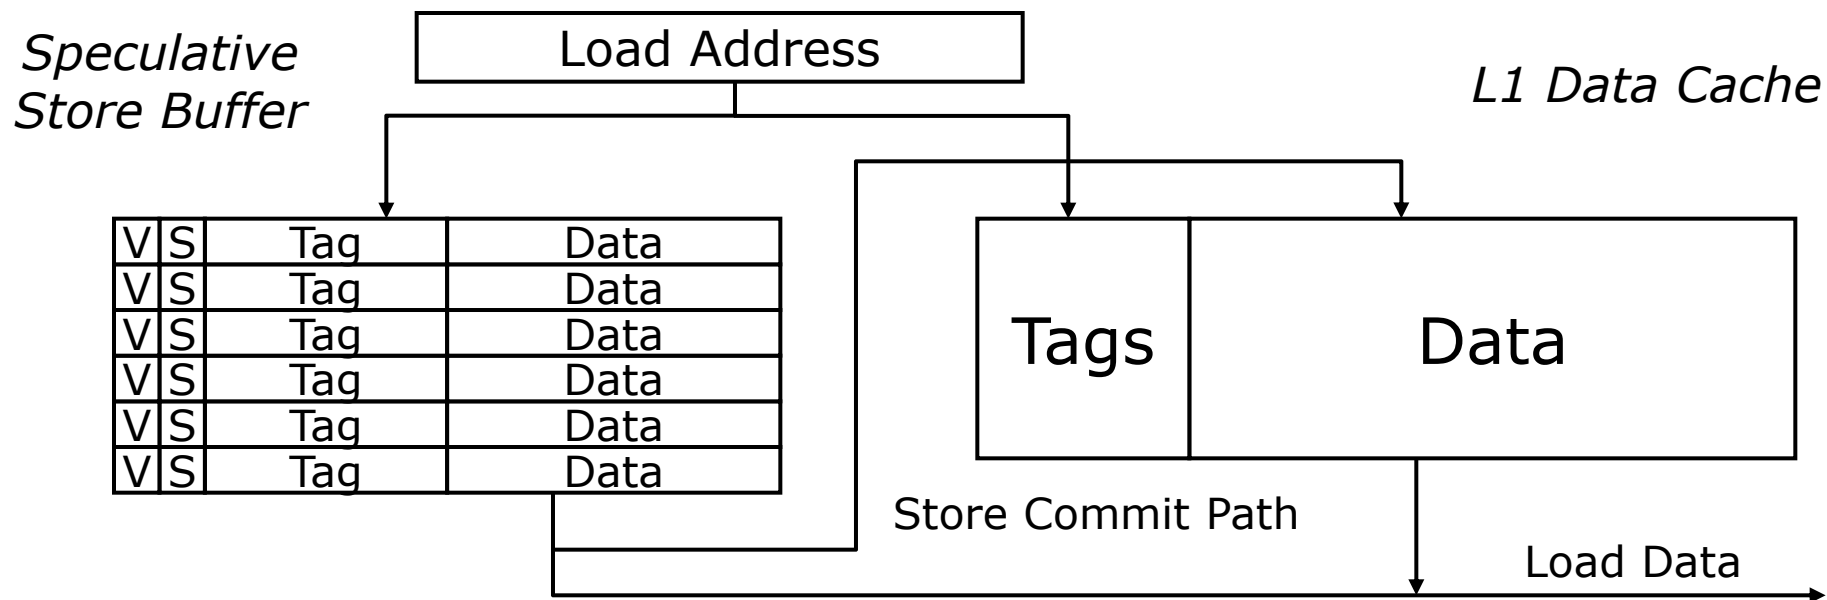 Speculative
Store Buffer
Load Address
L1 Data Cache
V S Tag Data
V S Tag Data
V S Tag Data
V S Tag Data
V S Tag Data
V S Tag Data
Tags Data
Store Commit Path
Load Data